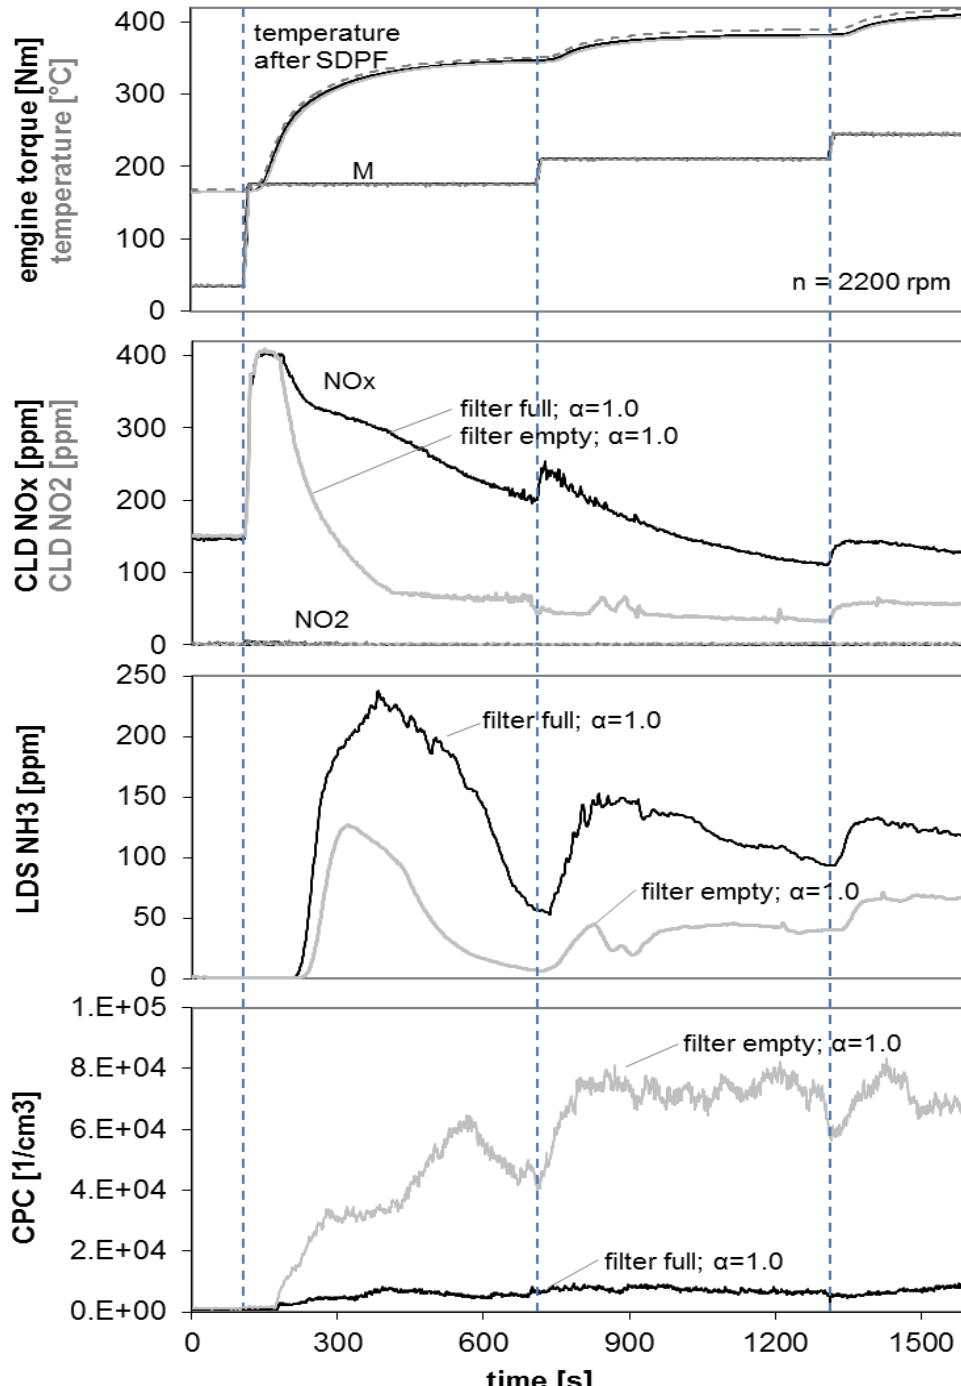 emgine torque [Nm]
temperature [°C]
400
300
200
100
0
temperature
after SDPF
M
n = 2200 rpm
CLD NOx [ppm]
CLD NO2 [ppm]
400
300
200
100
0
NOx
filter full; α=1.0
filter empty; α=1.0
NO2
LDS NH3 [ppm]
250
200
150
100
50
0
filter full; α=1.0
filter empty; α=1.0
CPC [1/cm3]
1.E+05
8.E+04
6.E+04
4.E+04
2.E+04
0.E+00
filter empty; α=1.0
filter full; α=1.0
0 300 600 900 1200 1500
time [s]